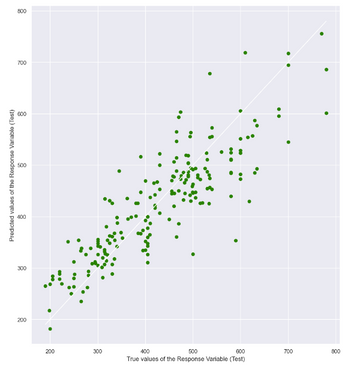 800
700
600
500
400
300
200
Predicted values of the Response Variable (Test)
200 300 400 500 600 700 800
True values of the Response Variable (Test)